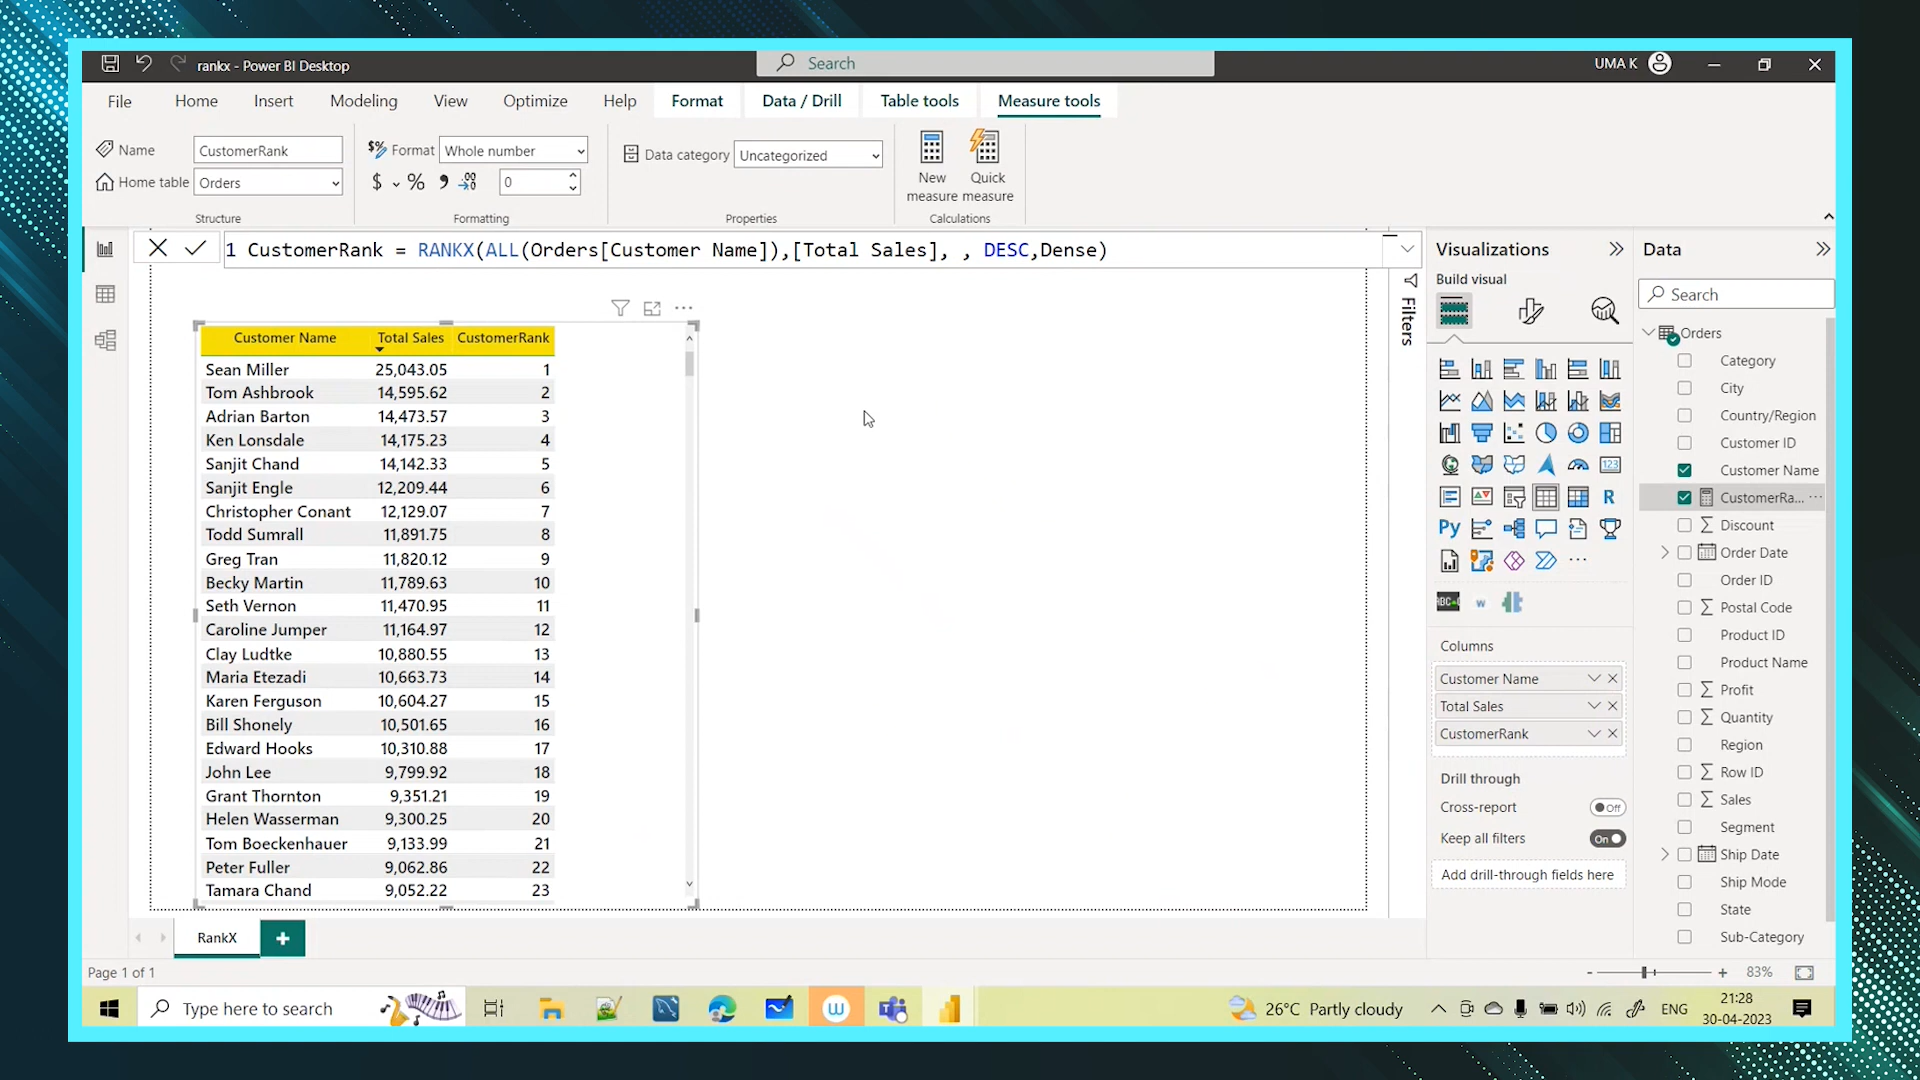 rankx - Power BI Desktop
Search
UMA K
File
Home
Insert
Modeling
View
Optimize
Help
Format
Data / Drill
Table tools
Measure tools
Name
CustomerRank
Home table
Orders
Structure
Format
Whole number
$
%
0
Formatting
Data category
Uncategorized
Properties
New measure
Quick measure
Calculations
1 CustomerRank = RANKX(ALL(Orders[Customer Name]),[Total Sales], , DESC,Dense)
Customer Name Total Sales CustomerRank
Sean Miller 25,043.05 1
Tom Ashbrook 14,595.62 2
Adrian Barton 14,473.57 3
Ken Lonsdale 14,175.23 4
Sanjit Chand 14,142.33 5
Sanjit Engle 12,209.44 6
Christopher Conant 12,129.07 7
Todd Sumrall 11,891.75 8
Greg Tran 11,820.12 9
Becky Martin 11,789.63 10
Seth Vernon 11,470.95 11
Caroline Jumper 11,164.97 12
Clay Ludtke 10,880.55 13
Maria Etezadi 10,663.73 14
Karen Ferguson 10,604.27 15
Bill Shonely 10,501.65 16
Edward Hooks 10,310.88 17
John Lee 9,799.92 18
Grant Thornton 9,351.21 19
Helen Wasserman 9,300.25 20
Tom Boeckenhauer 9,133.99 21
Peter Fuller 9,062.86 22
Tamara Chand 9,052.22 23
Filters
Visualizations
Build visual
123
R
Py
Columns
Customer Name
Total Sales
CustomerRank
Drill through
Cross-report
Off
Keep all filters
On
Add drill-through fields here
Data
Search
Orders
Category
City
Country/Region
Customer ID
Customer Name
CustomerRa...
Discount
Order Date
Order ID
Postal Code
Product ID
Product Name
Profit
Quantity
Region
Row ID
Sales
Segment
Ship Date
Ship Mode
State
Sub-Category
RankX
Page 1 of 1
83%
Type here to search
26°C Partly cloudy
ENG
21:28
30-04-2023